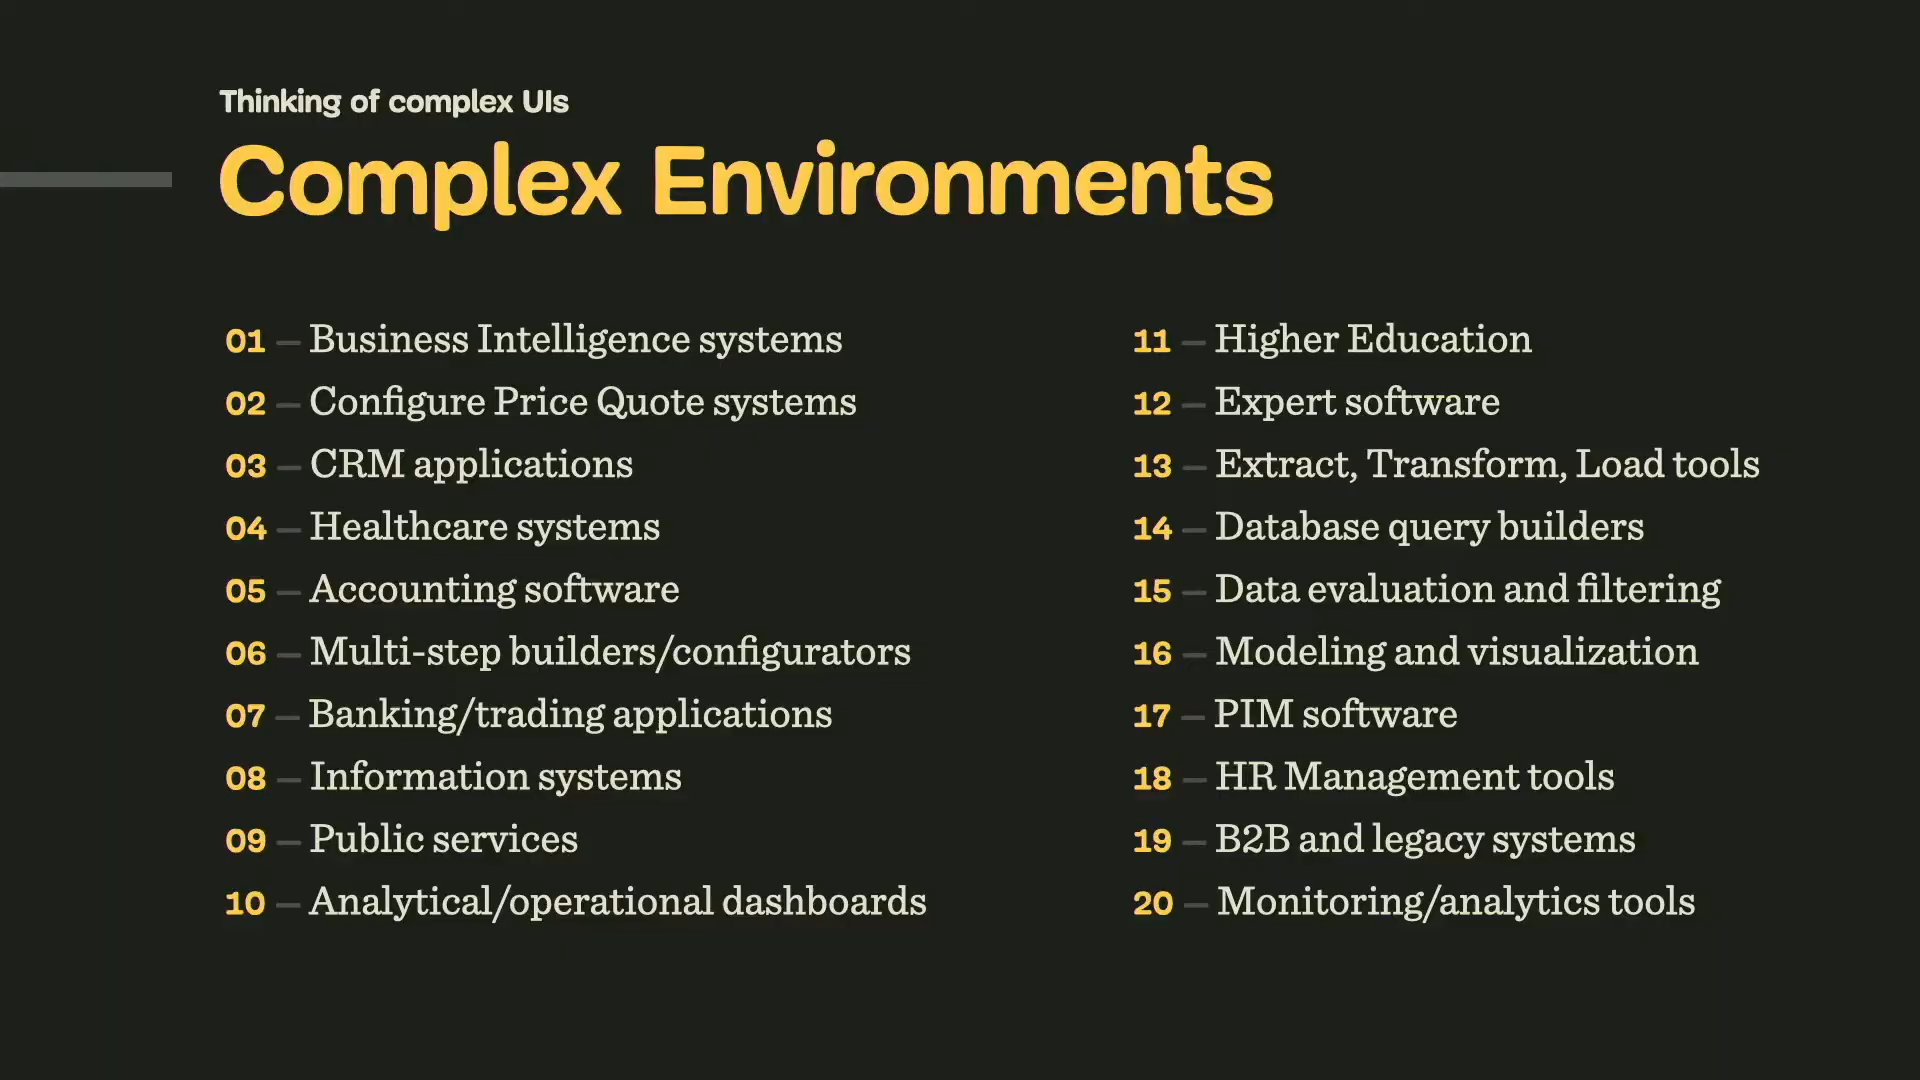 Thinking of complex UIs
Complex Environments
01 — Business Intelligence systems
02 — Configure Price Quote systems
03 — CRM applications
04 — Healthcare systems
05 — Accounting software
06 — Multi-step builders/configurators
07 — Banking/trading applications
08 — Information systems
09 — Public services
10 — Analytical/operational dashboards
11 — Higher Education
12 — Expert software
13 — Extract, Transform, Load tools
14 — Database query builders
15 — Data evaluation and filtering
16 — Modeling and visualization
17 — PIM software
18 — HR Management tools
19 — B2B and legacy systems
20 — Monitoring/analytics tools